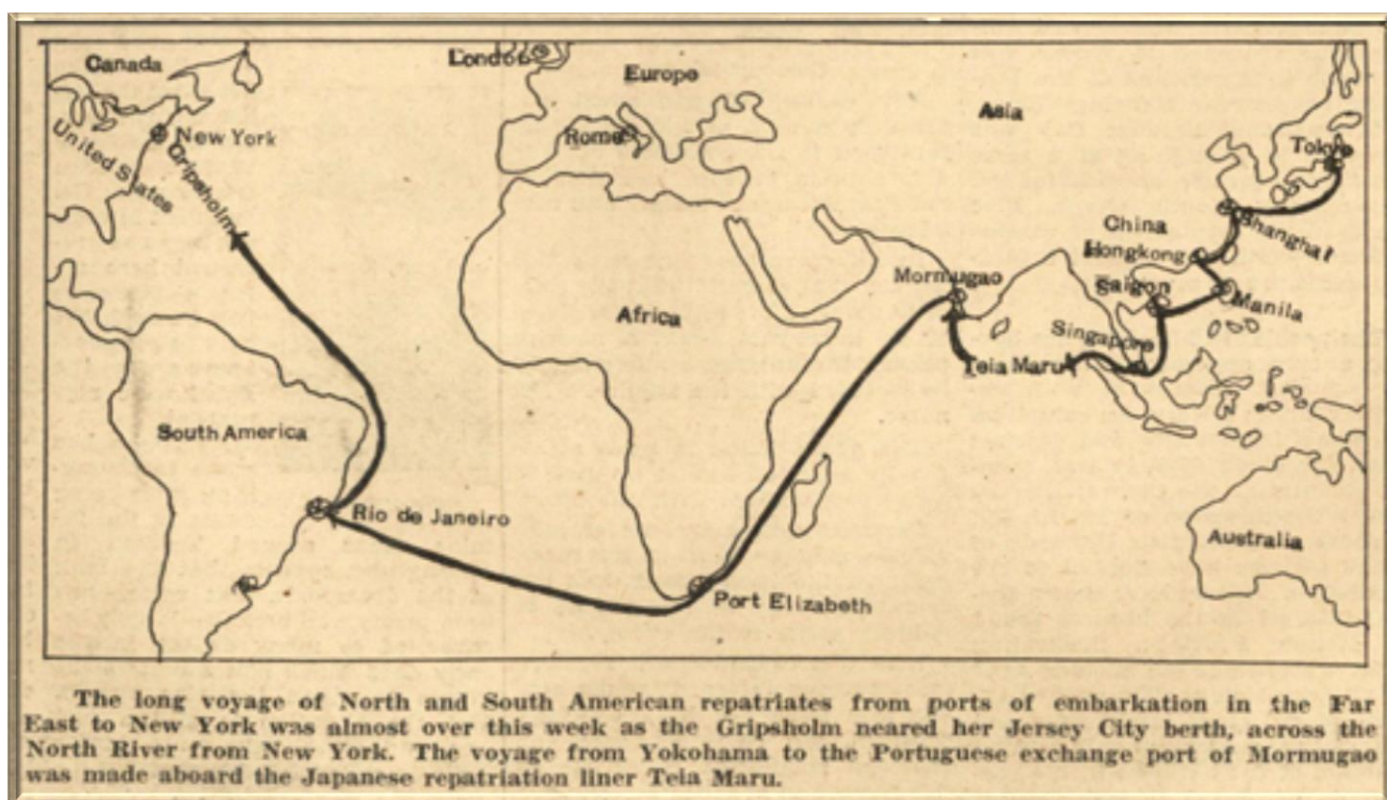 Canada
London
Europe
Asia
New York
Rome
Tokyo
United States
Gripsholm
Shanghai
China
Hongkong
Mormugao
Saigon
Manila
Africa
Singapore
Teia Maru
South America
Rio de Janeiro
Australia
Port Elizabeth
The long voyage of North and South American repatriates from ports of embarkation in the Far
East to New York was almost over this week as the Gripsholm neared her Jersey City berth, across the
North River from New York. The voyage from Yokohama to the Portuguese exchange port of Mormugao
was made aboard the Japanese repatriation liner Teia Maru.